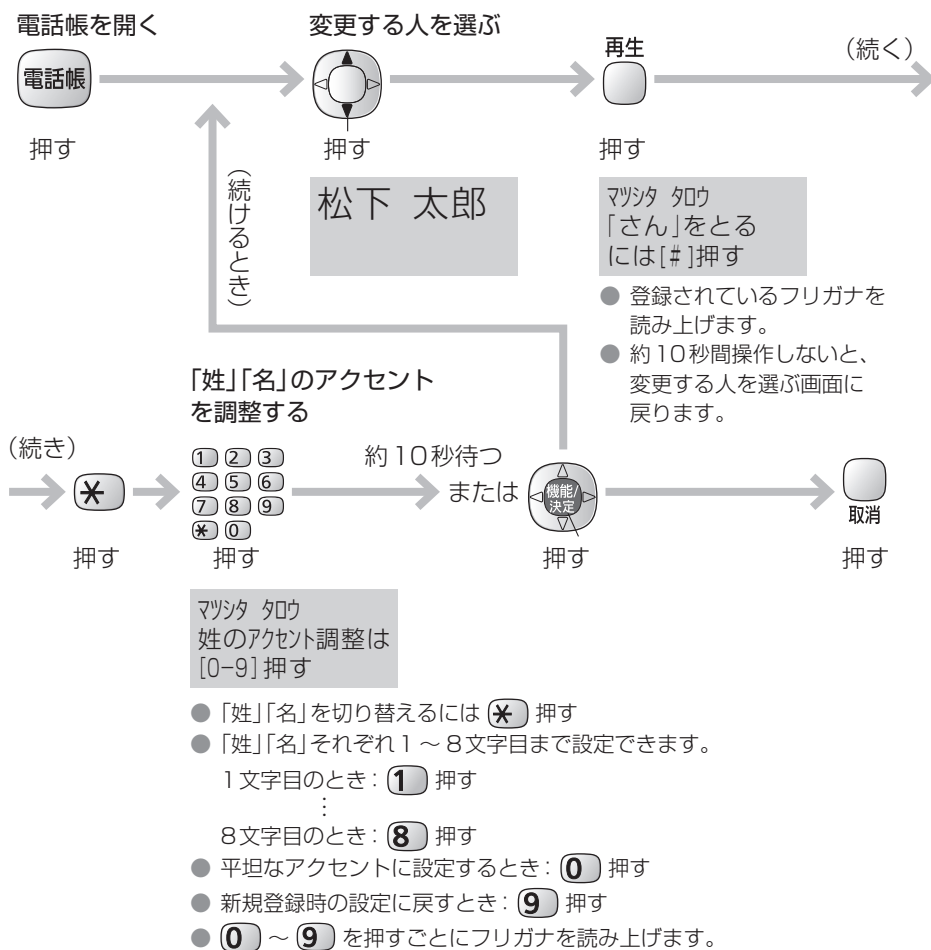 電話帳を開く
電話帳
押す
変更する人を選ぶ
押す
松下 太郎
再生
押す
(続く)
ﾏﾂｼﾀ ﾀﾛｳ
「さん」をとる
には[#]押す
● 登録されているフリガナを
読み上げます。
● 約10秒間操作しないと、
変更する人を選ぶ画面に
戻ります。
(続けるとき)
(続き)
＊
押す
「姓」「名」のアクセント
を調整する
1 2 3
4 5 6
7 8 9
＊ 0
押す
約10秒待つ
または
機能/
決定
押す
取消
押す
ﾏﾂｼﾀ ﾀﾛｳ
姓のｱｸｾﾝﾄ調整は
[0-9]押す
● 「姓」「名」を切り替えるには ＊ 押す
● 「姓」「名」それぞれ1～8文字目まで設定できます。
1文字目のとき: 1 押す
⋮
8文字目のとき: 8 押す
● 平坦なアクセントに設定するとき: 0 押す
● 新規登録時の設定に戻すとき: 9 押す
● 0 ～ 9 を押すごとにフリガナを読み上げます。